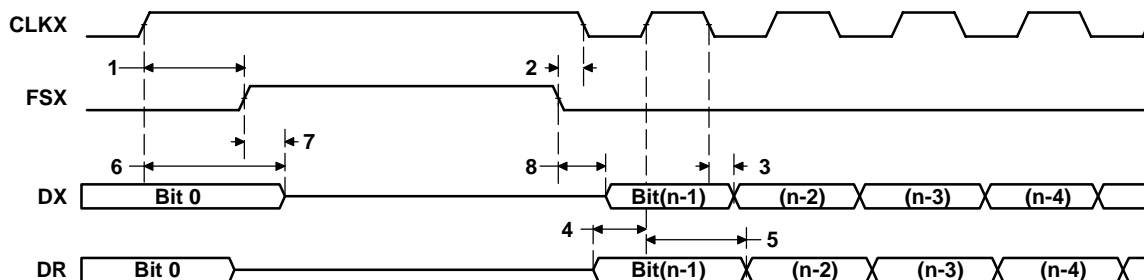 CLKX
1 2
FSX
7
6 8 3
DX Bit 0 Bit(n-1) (n-2) (n-3) (n-4)
4 5
DR Bit 0 Bit(n-1) (n-2) (n-3) (n-4)